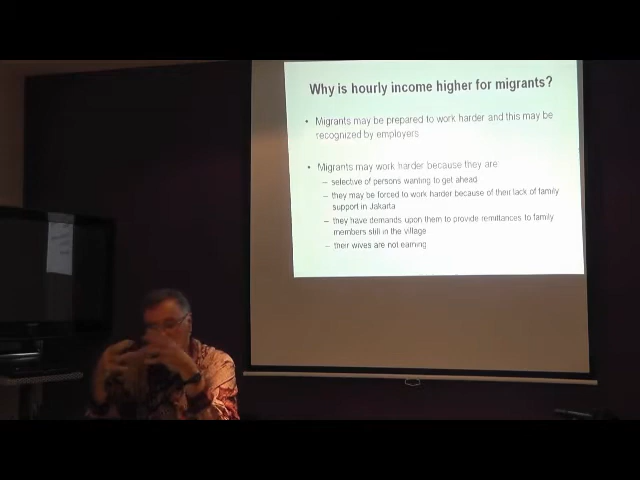 Why is hourly income higher for migrants?
• Migrants may be prepared to work harder and this may be
recognized by employers
• Migrants may work harder because they are:
– selective of persons wanting to get ahead
– they may be forced to work harder because of their lack of family
support in Jakarta
– they have demands upon them to provide remittances to family
members still in the village
– their wives are not earning